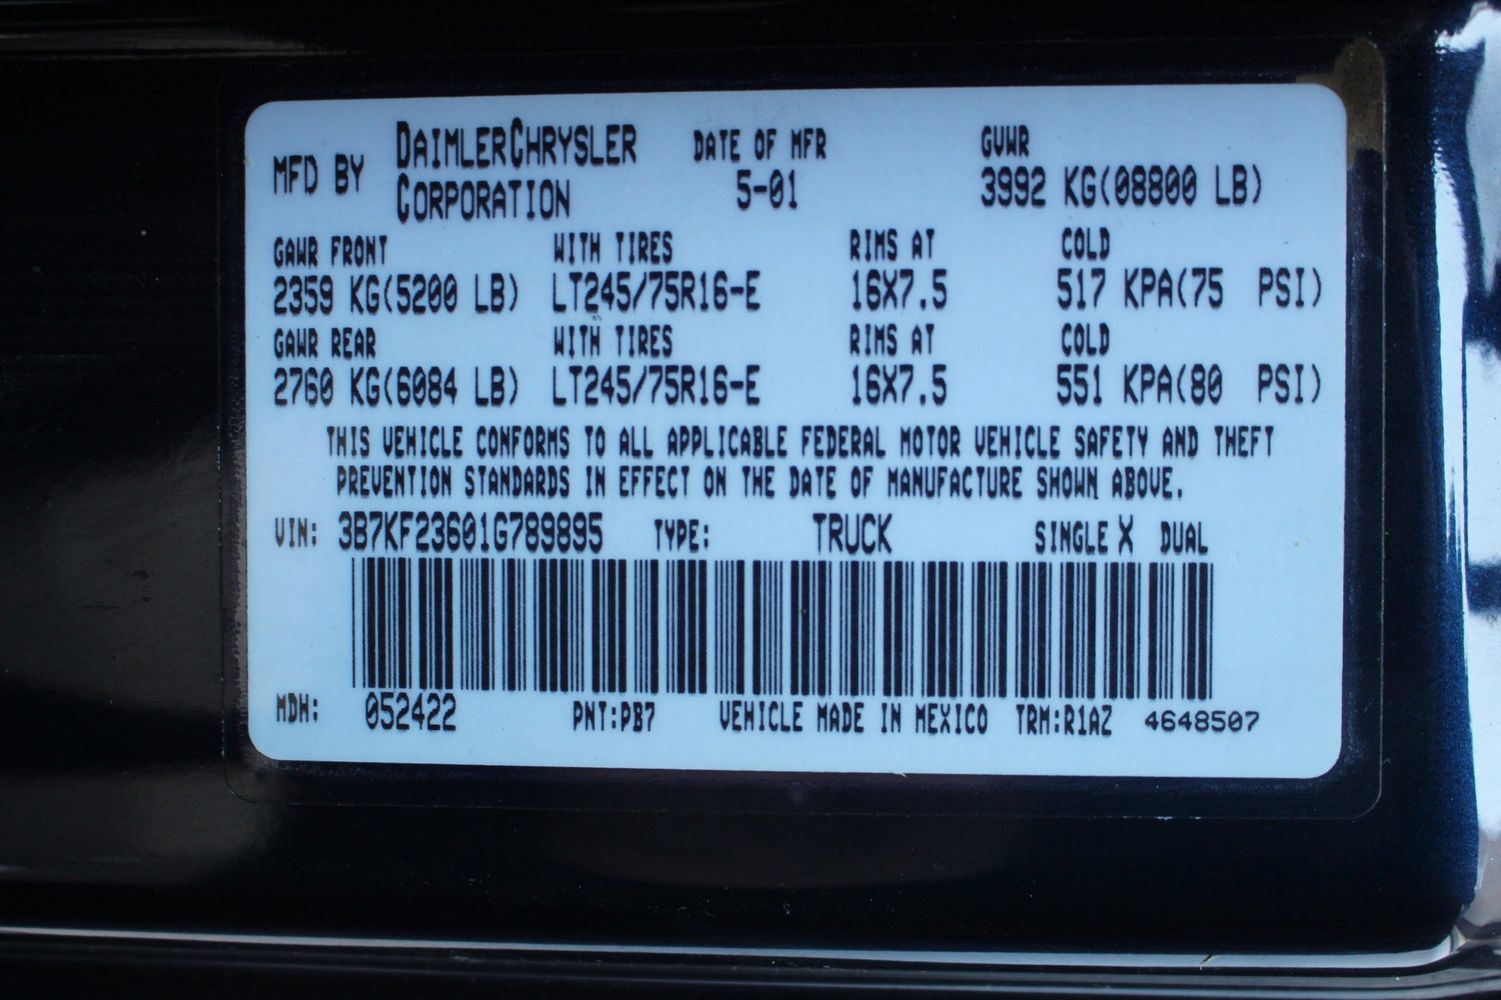 MFD BY DAIMLERCHRYSLER CORPORATION DATE OF MFR 5-01 GVWR 3992 KG(08800 LB)
GAWR FRONT WITH TIRES RIMS AT COLD
2359 KG(5200 LB) LT245/75R16-E 16X7.5 517 KPA(75 PSI)
GAWR REAR WITH TIRES RIMS AT COLD
2760 KG(6084 LB) LT245/75R16-E 16X7.5 551 KPA(80 PSI)
THIS VEHICLE CONFORMS TO ALL APPLICABLE FEDERAL MOTOR VEHICLE SAFETY AND THEFT
PREVENTION STANDARDS IN EFFECT ON THE DATE OF MANUFACTURE SHOWN ABOVE.
VIN: 3B7KF23601G789895 TYPE: TRUCK SINGLE X DUAL
MDH: 052422 PNT:PB7 VEHICLE MADE IN MEXICO TRM:R1AZ 4648507